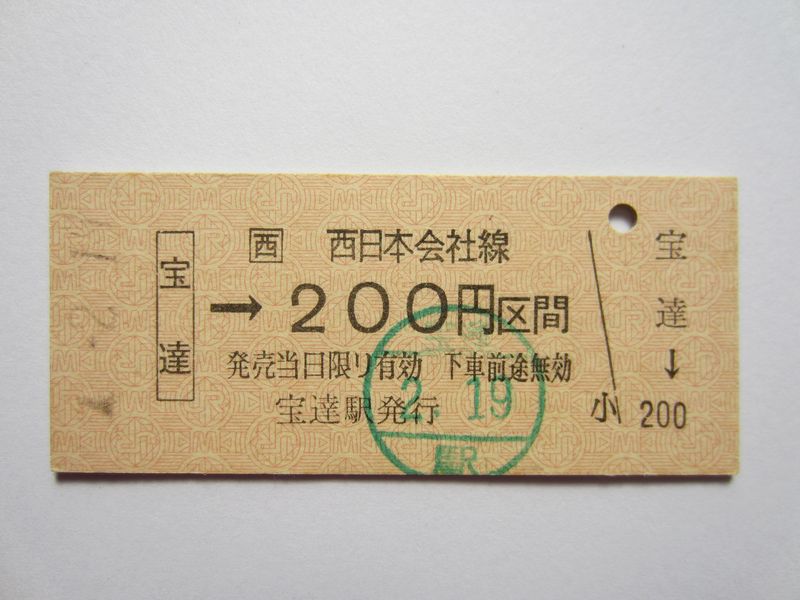 宝達
西 西日本会社線
→200円区間
発売当日限り有効 下車前途無効
宝達駅発行
2.19
駅
宝達↓
小 200